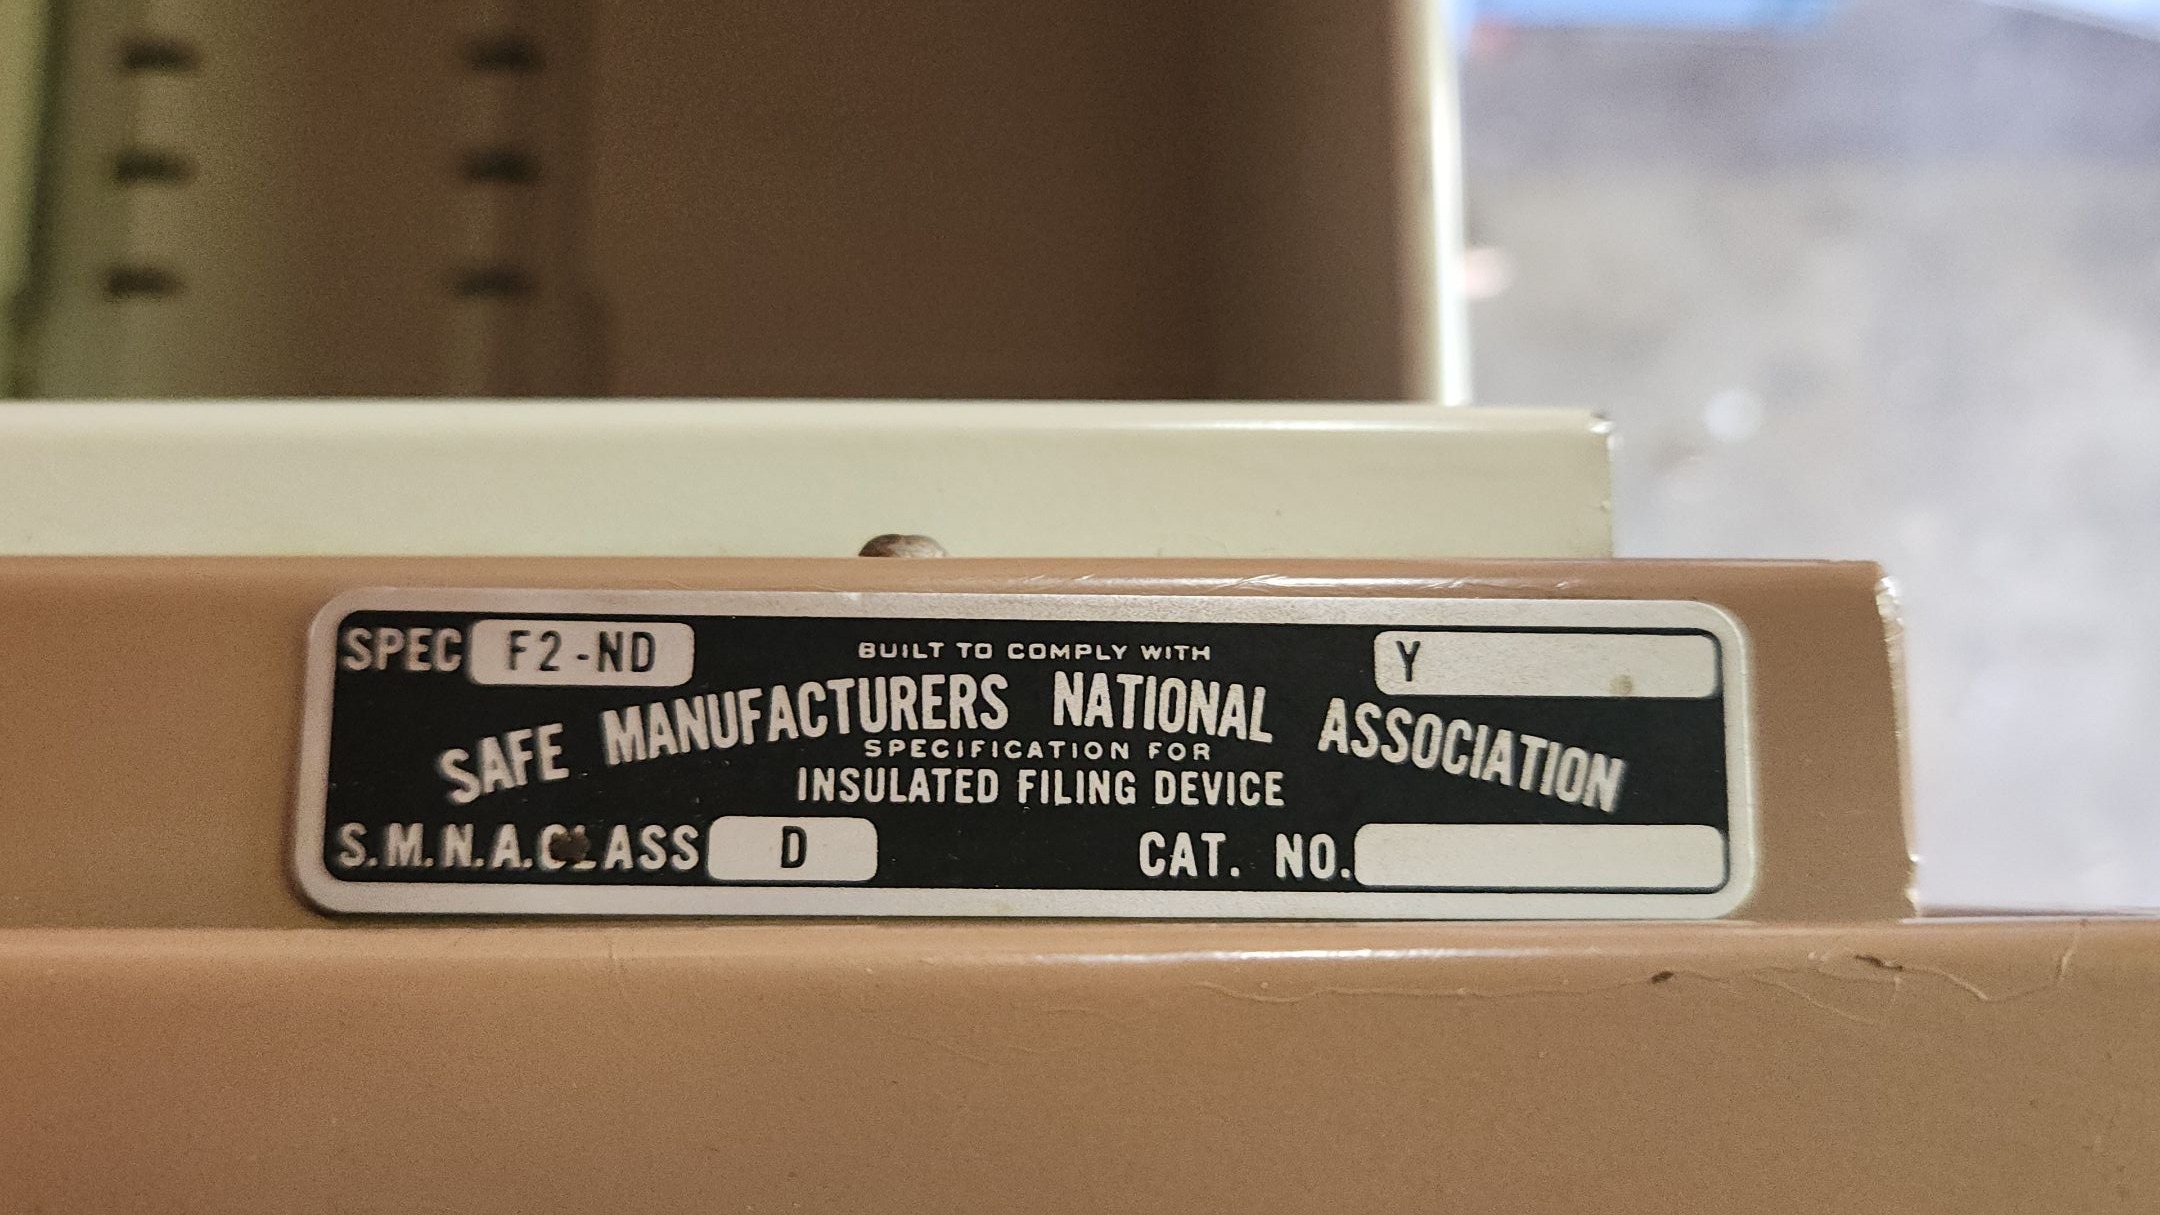 SPEC F2-ND
BUILT TO COMPLY WITH
Y
SAFE MANUFACTURERS NATIONAL ASSOCIATION
SPECIFICATION FOR
INSULATED FILING DEVICE
S.M.N.A.CLASS D
CAT. NO.